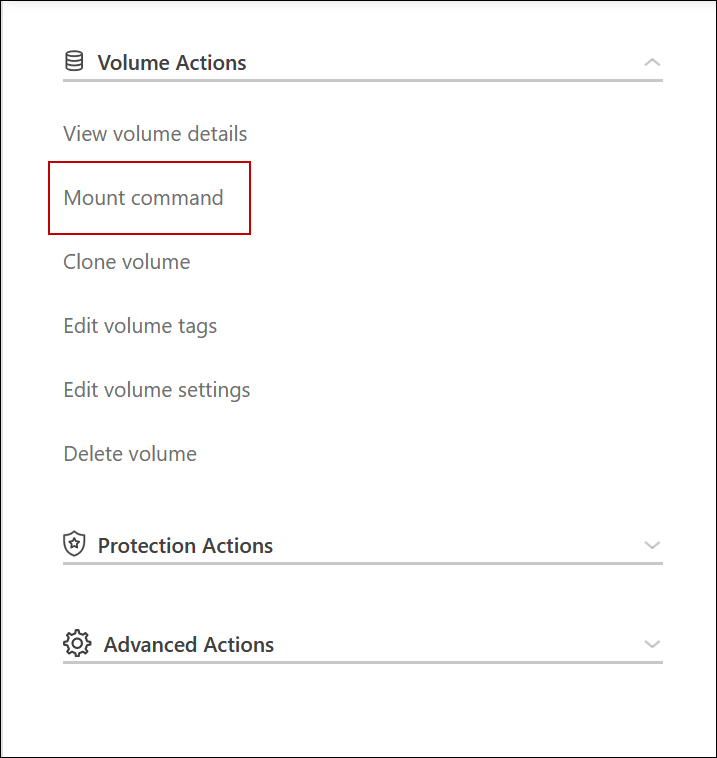 Volume Actions
View volume details
Mount command
Clone volume
Edit volume tags
Edit volume settings
Delete volume
Protection Actions
Advanced Actions